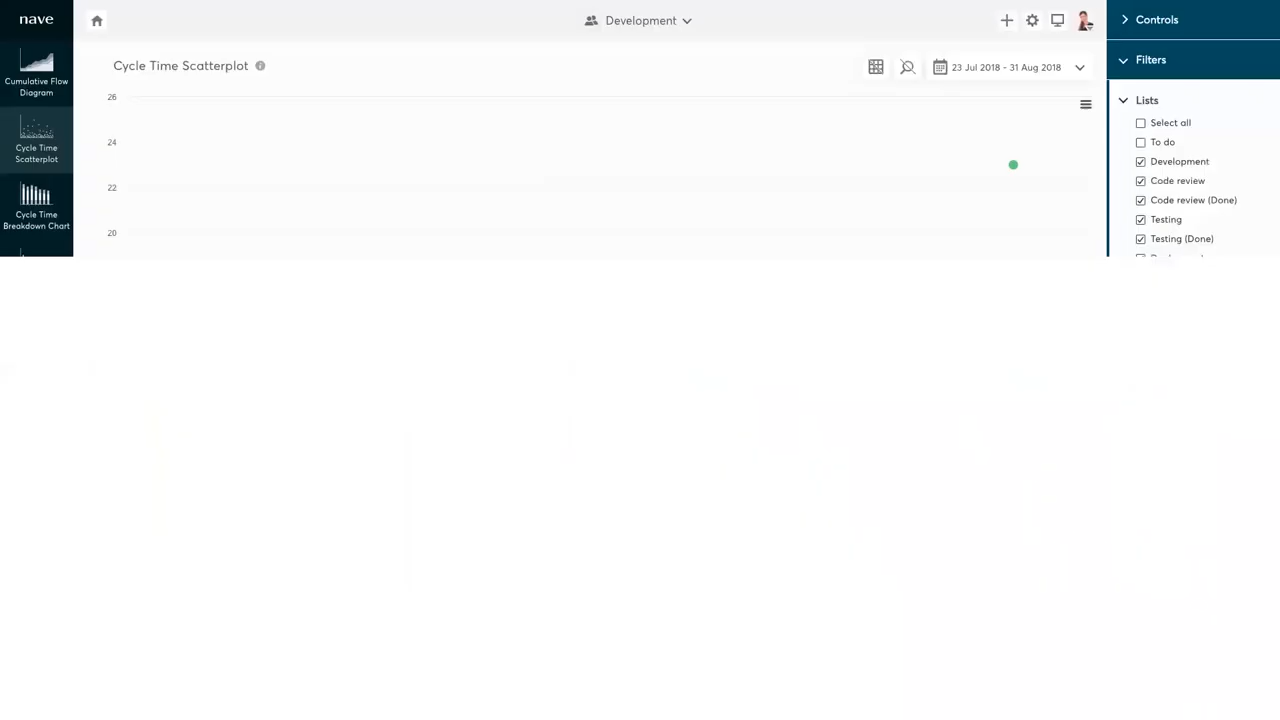 nave
Development
Controls
Filters
Cumulative Flow
Diagram
Cycle Time
Scatterplot
Cycle Time
Breakdown Chart
Cycle Time Scatterplot
23 Jul 2018 - 31 Aug 2018
26
24
22
20
Lists
Select all
To do
Development
Code review
Code review (Done)
Testing
Testing (Done)